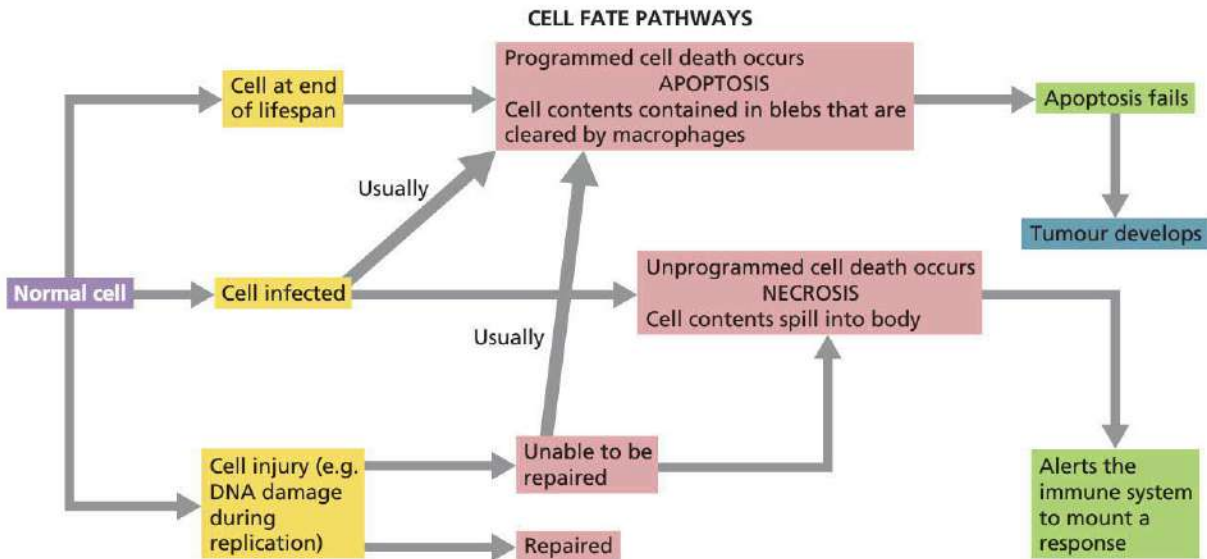 CELL FATE PATHWAYS
Programmed cell death occurs
APOPTOSIS
Cell contents contained in blebs that are
cleared by macrophages
Cell at end
of lifespan
Apoptosis fails
Usually
Tumour develops
Unprogrammed cell death occurs
NECROSIS
Cell contents spill into body
Normal cell
Cell infected
Usually
Cell injury (e.g.
DNA damage
during
replication)
Unable to be
repaired
Repaired
Alerts the
immune system
to mount a
response